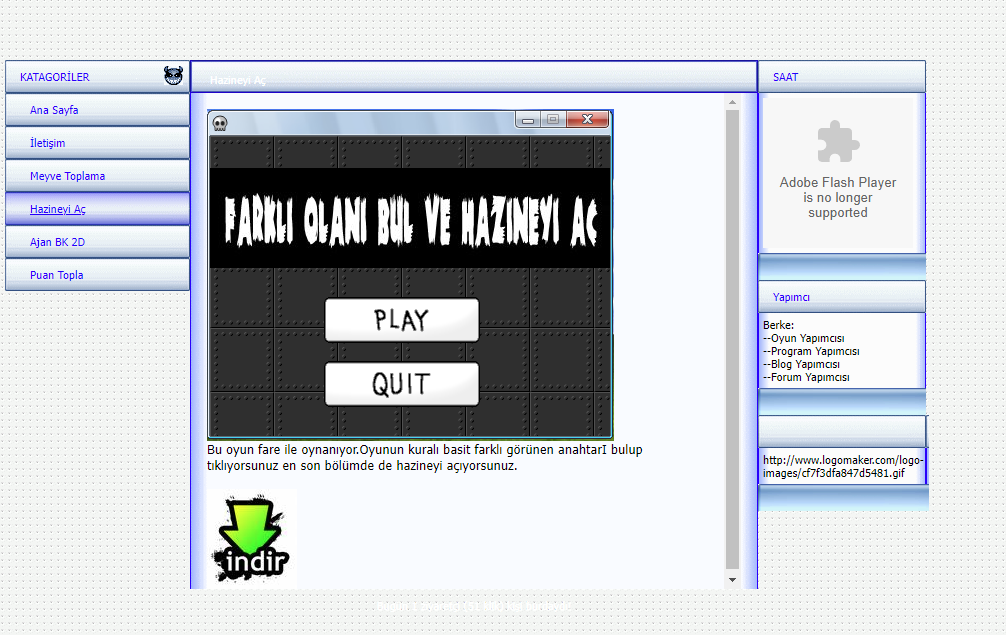 KATAGORİLER
Ana Sayfa
İletişim
Meyve Toplama
Hazineyi Aç
Ajan BK 2D
Puan Topla
Hazineyi Aç
FARKLI OLANI BUL VE HAZINEYI AÇ
PLAY
QUIT
Bu oyun fare ile oynanıyor.Oyunun kuralı basit farklı görünen anahtarI bulup
tıklıyorsunuz en son bölümde de hazineyi açıyorsunuz.
indir
SAAT
Adobe Flash Player
is no longer
supported
Yapımcı
Berke:
--Oyun Yapımcısı
--Program Yapımcısı
--Blog Yapımcısı
--Forum Yapımcısı
http://www.logomaker.com/logo-
images/cf7f3dfa847d5481.gif